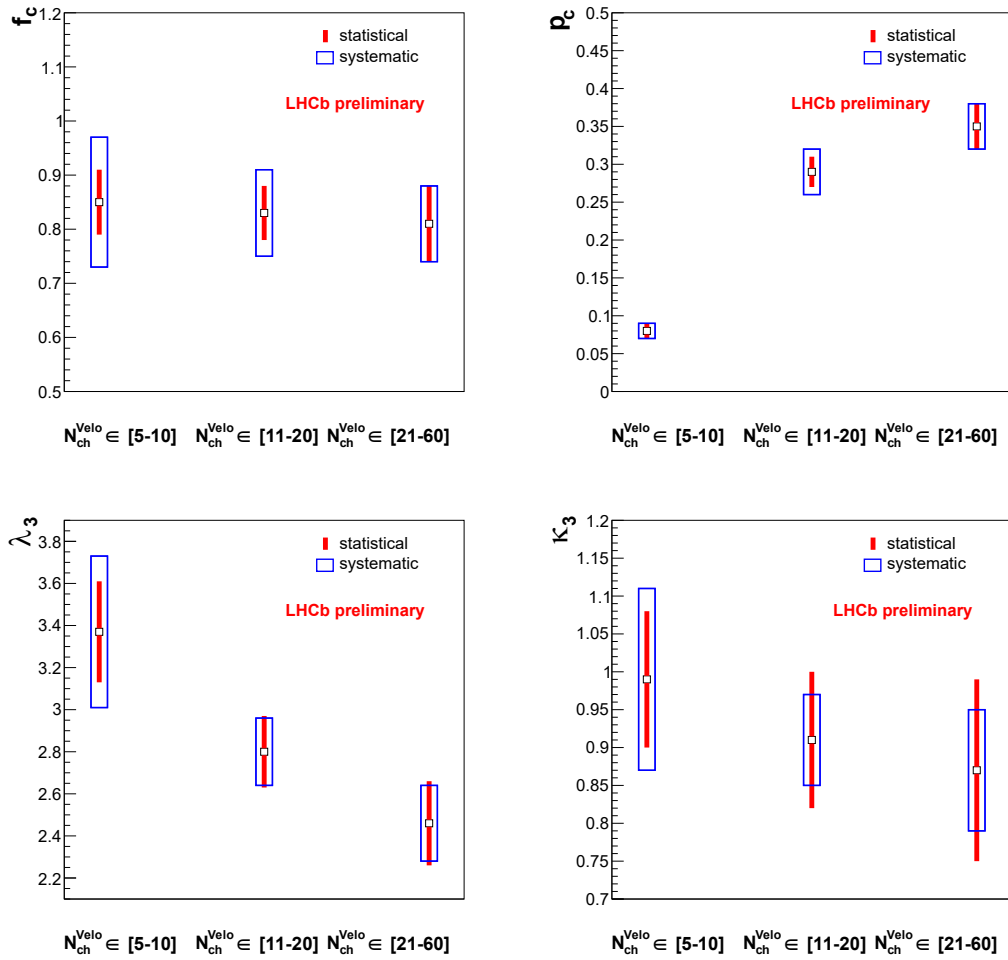 f_c
1.2
1.1
1
0.9
0.8
0.7
0.6
0.5
statistical
systematic
LHCb preliminary
N_ch^Velo ∈ [5-10] N_ch^Velo ∈ [11-20] N_ch^Velo ∈ [21-60]
p_c
0.5
0.45
0.4
0.35
0.3
0.25
0.2
0.15
0.1
0.05
0
statistical
systematic
LHCb preliminary
N_ch^Velo ∈ [5-10] N_ch^Velo ∈ [11-20] N_ch^Velo ∈ [21-60]
λ_3
3.8
3.6
3.4
3.2
3
2.8
2.6
2.4
2.2
statistical
systematic
LHCb preliminary
N_ch^Velo ∈ [5-10] N_ch^Velo ∈ [11-20] N_ch^Velo ∈ [21-60]
κ_3
1.2
1.15
1.1
1.05
1
0.95
0.9
0.85
0.8
0.75
0.7
statistical
systematic
LHCb preliminary
N_ch^Velo ∈ [5-10] N_ch^Velo ∈ [11-20] N_ch^Velo ∈ [21-60]